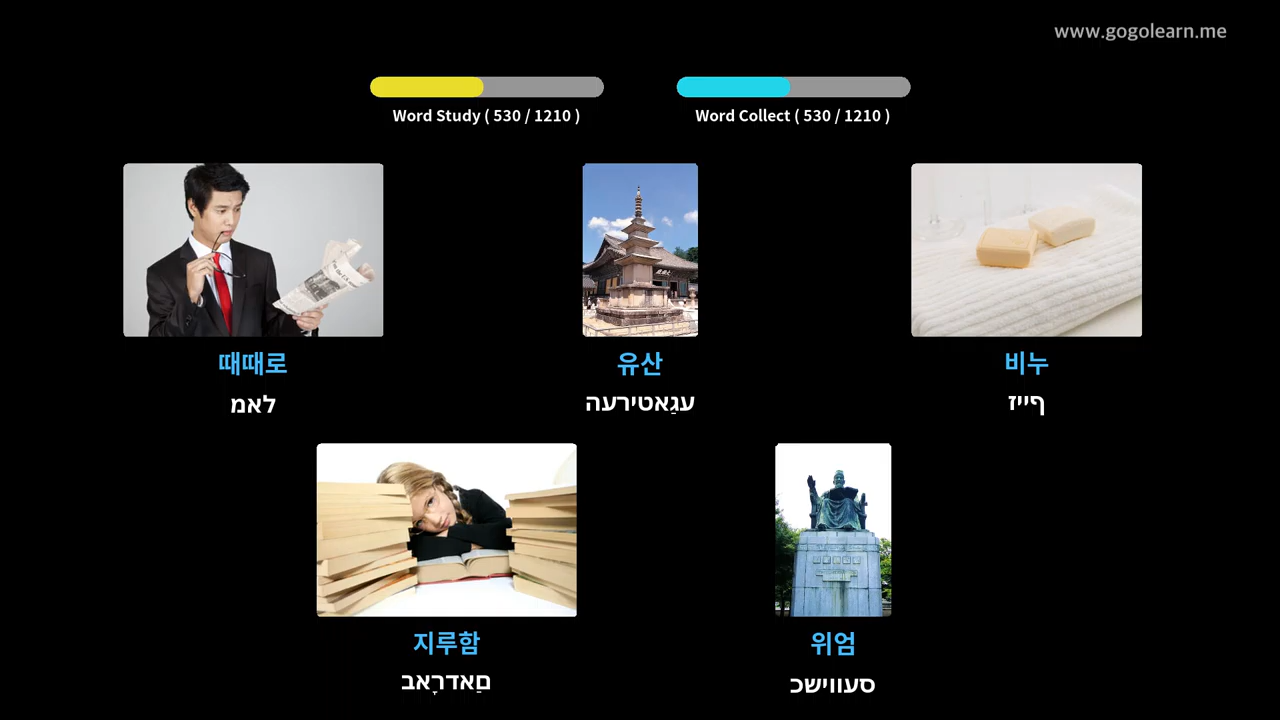 www.gogolearn.me
Word Study ( 530 / 1210 )
Word Collect ( 530 / 1210 )
때때로
לאמ
유산
עגַאטירעה
비누
ףייז
지루함
םַאדרָאב
위엄
סעווישכ